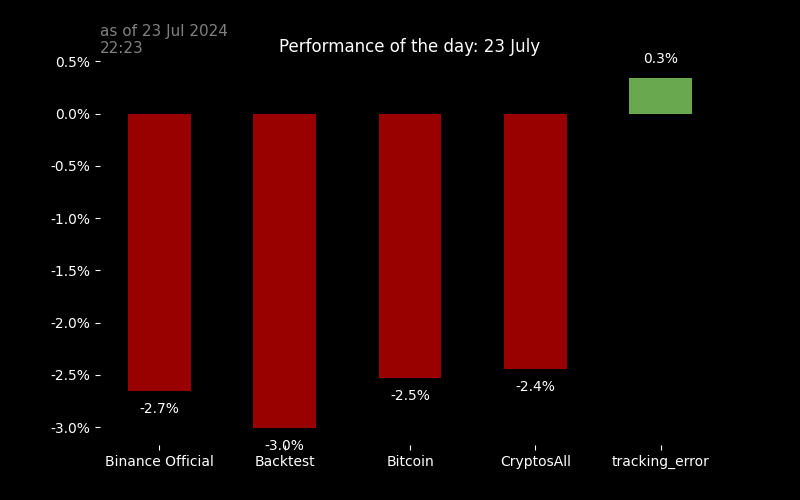 as of 23 Jul 2024
22:23
Performance of the day: 23 July
0.5%
0.0%
-0.5%
-1.0%
-1.5%
-2.0%
-2.5%
-3.0%
0.3%
-2.7%
-3.0%
-2.5%
-2.4%
Binance Official
Backtest
Bitcoin
CryptosAll
tracking_error